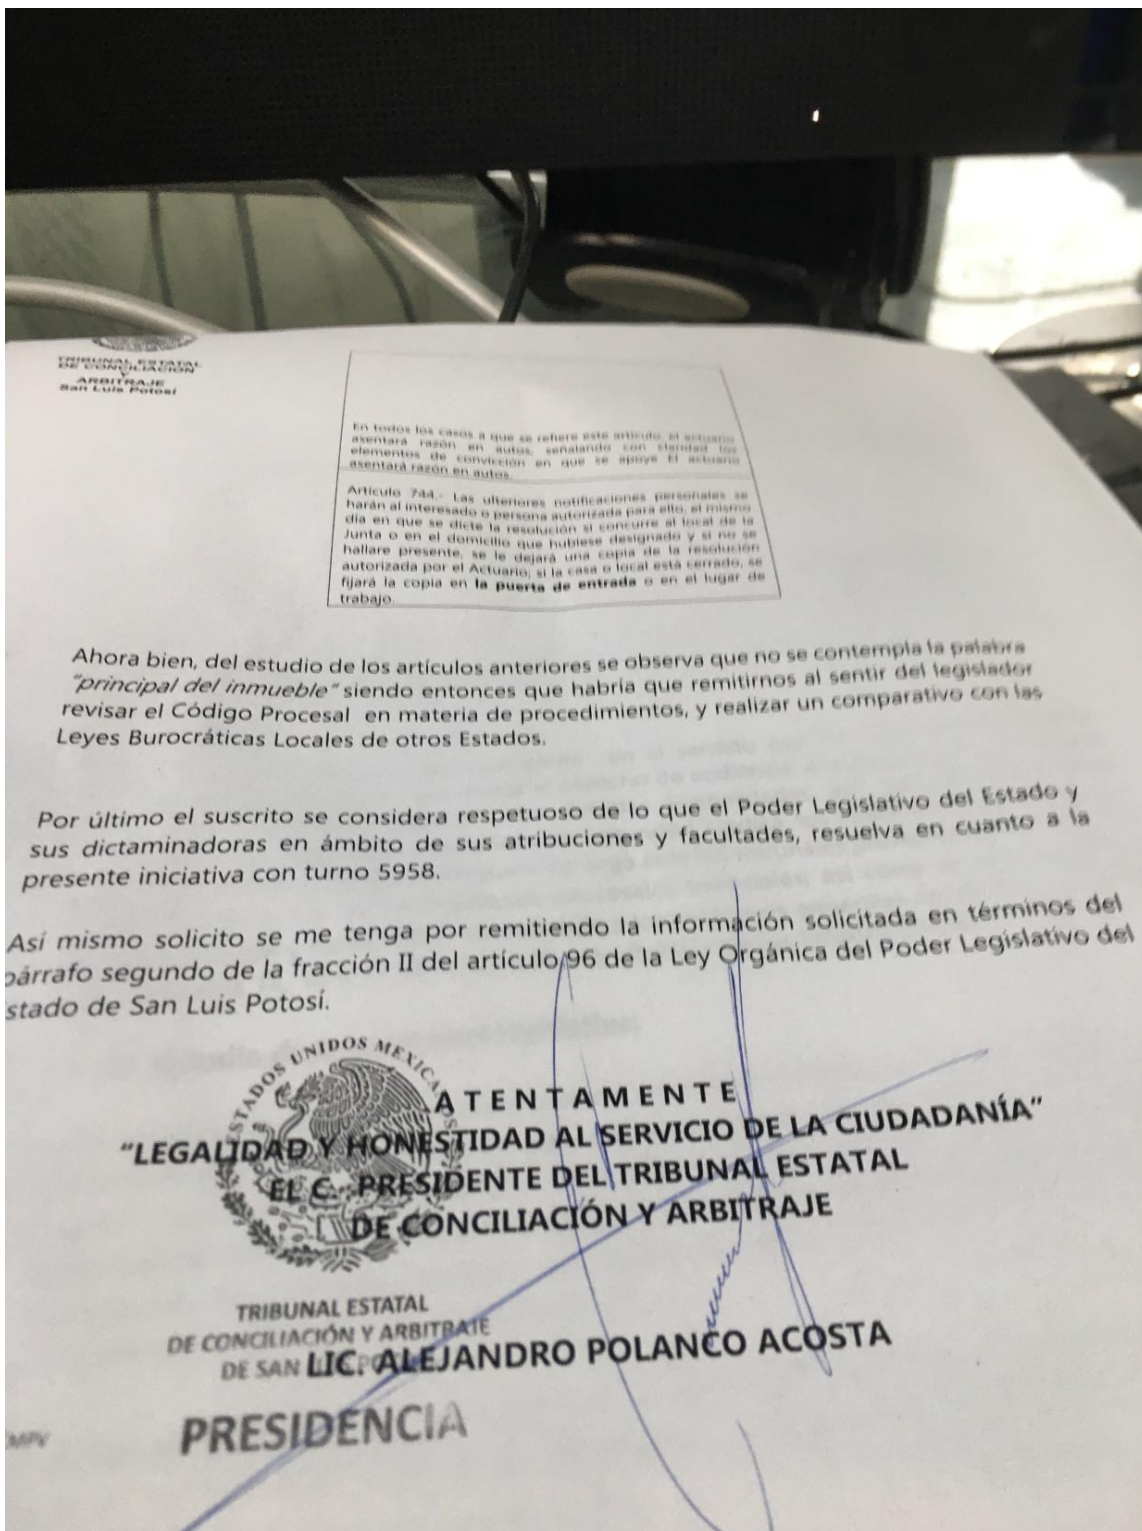 TRIBUNAL ESTATAL
DE CONCILIACIÓN
Y
ARBITRAJE
San Luis Potosí
En todos los casos a que se refiere este artículo, el actuario
asentará razón en autos, señalando con claridad los
elementos de convicción en que se apoye El actuario
asentará razón en autos.
Artículo 744.- Las ulteriores notificaciones personales se
harán al interesado o persona autorizada para ello, el mismo
día en que se dicte la resolución si concurre al local de la
Junta o en el domicilio que hubiese designado y si no se
hallare presente, se le dejará una copia de la resolución
autorizada por el Actuario; si la casa o local está cerrado, se
fijará la copia en la puerta de entrada o en el lugar de
trabajo.
Ahora bien, del estudio de los artículos anteriores se observa que no se contempla la palabra
"principal del inmueble" siendo entonces que habría que remitirnos al sentir del legislador
revisar el Código Procesal en materia de procedimientos, y realizar un comparativo con las
Leyes Burocráticas Locales de otros Estados.
Por último el suscrito se considera respetuoso de lo que el Poder Legislativo del Estado y
sus dictaminadoras en ámbito de sus atribuciones y facultades, resuelva en cuanto a la
presente iniciativa con turno 5958.
Así mismo solicito se me tenga por remitiendo la información solicitada en términos del
párrafo segundo de la fracción II del artículo 96 de la Ley Orgánica del Poder Legislativo del
stado de San Luis Potosí.
ESTADOS UNIDOS MEXICANOS
A T E N T A M E N T E
"LEGALIDAD Y HONESTIDAD AL SERVICIO DE LA CIUDADANÍA"
EL C. PRESIDENTE DEL TRIBUNAL ESTATAL
DE CONCILIACIÓN Y ARBITRAJE
TRIBUNAL ESTATAL
DE CONCILIACIÓN Y ARBITRAJE
DE SAN
LIC. ALEJANDRO POLANCO ACOSTA
PRESIDENCIA